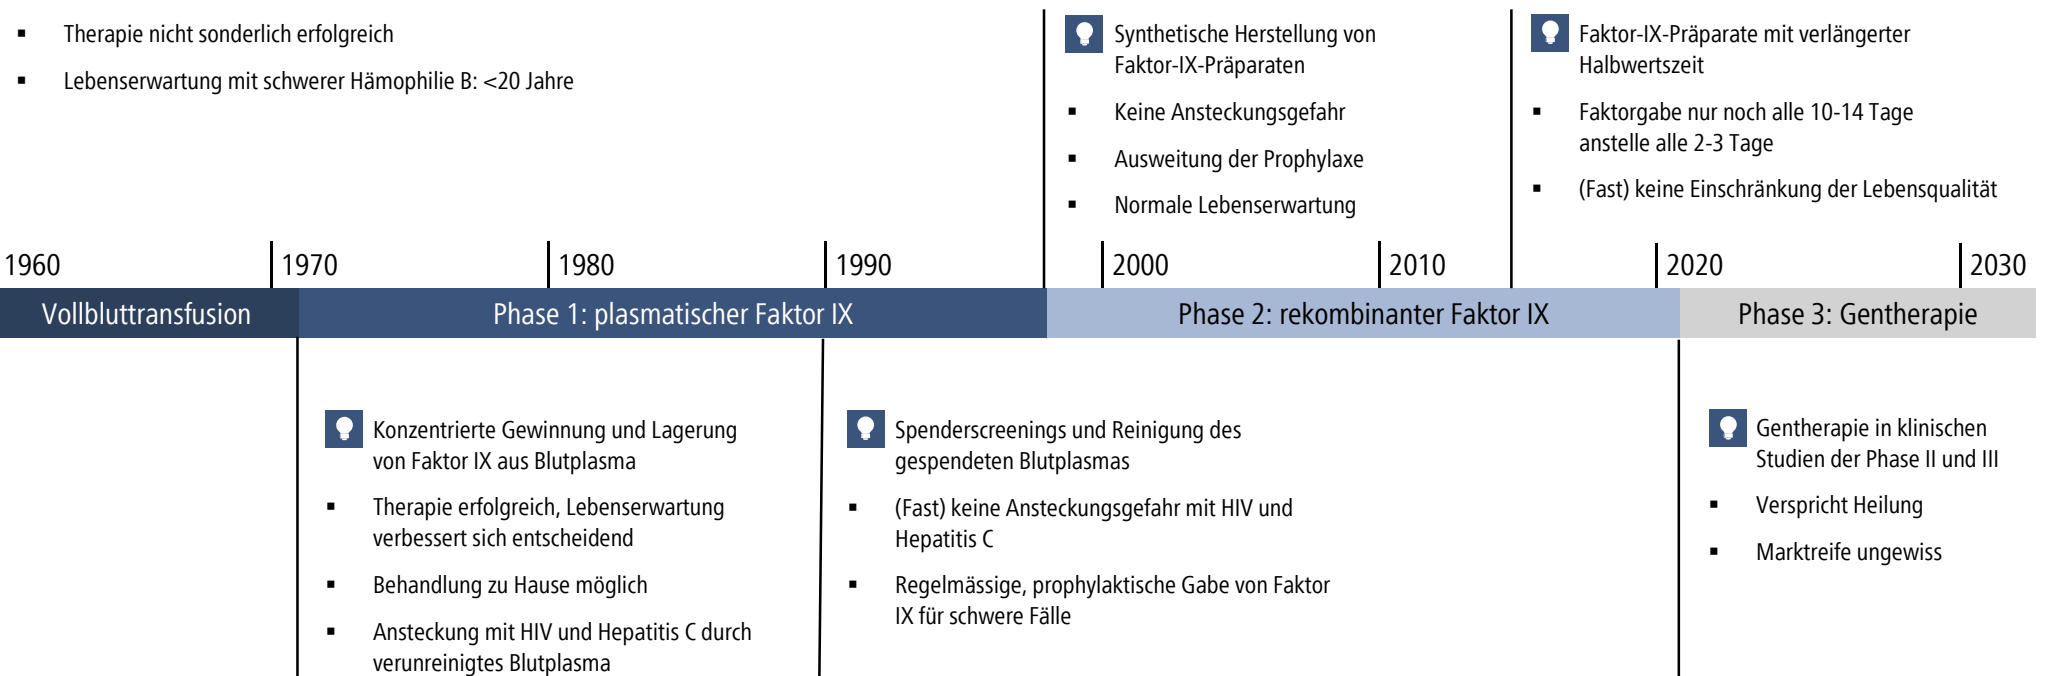 Therapie nicht sonderlich erfolgreich
Lebenserwartung mit schwerer Hämophilie B: <20 Jahre
Synthetische Herstellung von
Faktor-IX-Präparaten
Keine Ansteckungsgefahr
Ausweitung der Prophylaxe
Normale Lebenserwartung
Faktor-IX-Präparate mit verlängerter
Halbwertszeit
Faktorgabe nur noch alle 10-14 Tage
anstelle alle 2-3 Tage
(Fast) keine Einschränkung der Lebensqualität
1960
1970
1980
1990
2000
2010
2020
2030
Vollbluttransfusion
Phase 1: plasmatischer Faktor IX
Phase 2: rekombinanter Faktor IX
Phase 3: Gentherapie
Konzentrierte Gewinnung und Lagerung
von Faktor IX aus Blutplasma
Therapie erfolgreich, Lebenserwartung
verbessert sich entscheidend
Behandlung zu Hause möglich
Ansteckung mit HIV und Hepatitis C durch
verunreinigtes Blutplasma
Spenderscreenings und Reinigung des
gespendeten Blutplasmas
(Fast) keine Ansteckungsgefahr mit HIV und
Hepatitis C
Regelmässige, prophylaktische Gabe von Faktor
IX für schwere Fälle
Gentherapie in klinischen
Studien der Phase II und III
Verspricht Heilung
Marktreife ungewiss